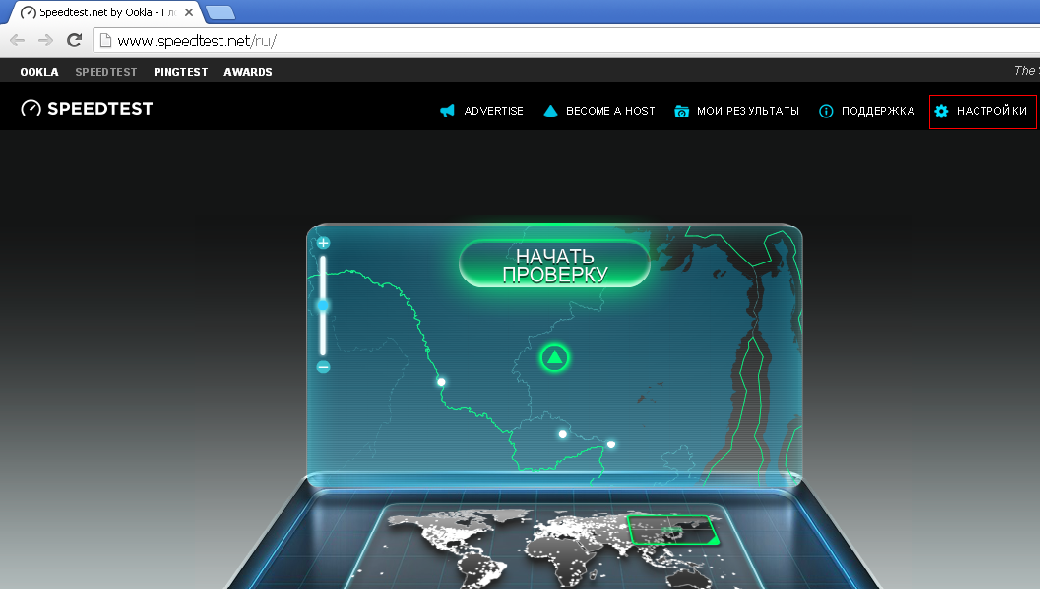 Speedtest.net by Ookla - Гло
www.speedtest.net/ru/
OOKLA SPEEDTEST PINGTEST AWARDS
The
SPEEDTEST
ADVERTISE BECOME A HOST МОИ РЕЗУЛЬТАТЫ ПОДДЕРЖКА НАСТРОЙКИ
НАЧАТЬ
ПРОВЕРКУ